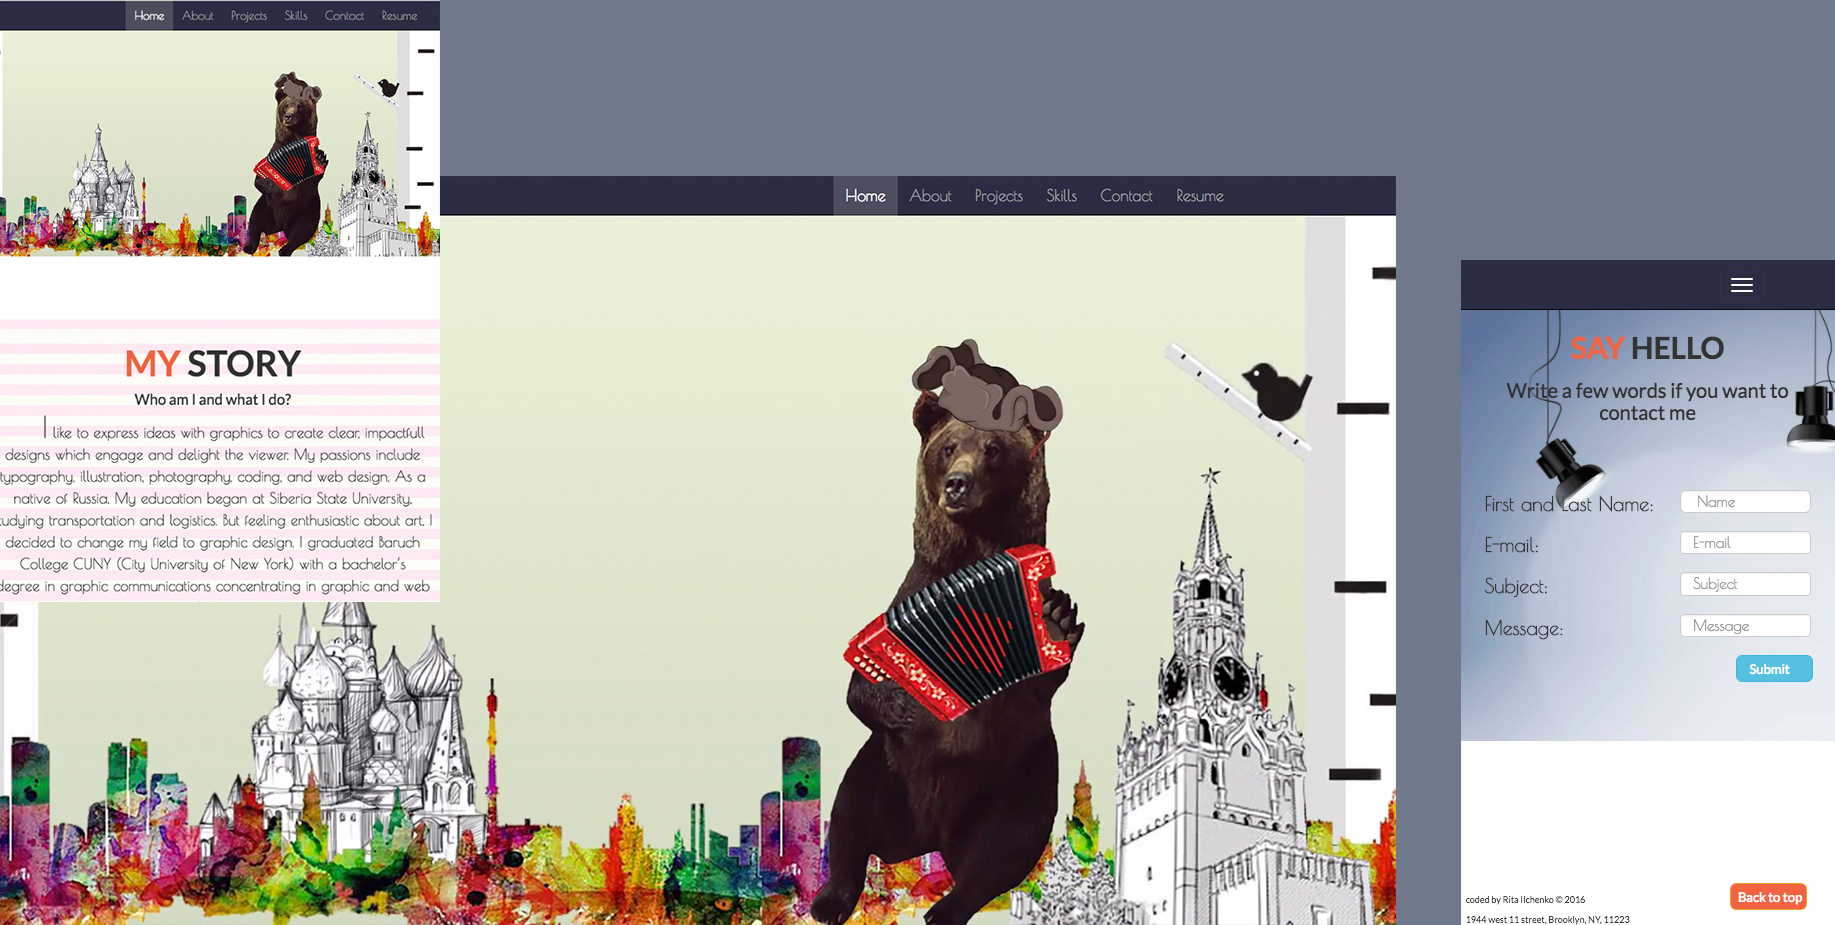 Home About Projects Skills Contact Resume
MY STORY
Who am I and what I do?
I like to express ideas with graphics to create clear, impactfull
designs which engage and delight the viewer. My passions include
typography, illustration, photography, coding, and web design. As a
native of Russia, My education began at Siberia State University,
tudying transportation and logistics. But feeling enthusiastic about art, I
decided to change my field to graphic design. I graduated Baruch
College CUNY (City University of New York) with a bachelor's
degree in graphic communications concentrating in graphic and web
Home About Projects Skills Contact Resume
SAY HELLO
Write a few words if you want to
contact me
First and Last Name: Name
E-mail: E-mail
Subject: Subject
Message: Message
Submit
Back to top
coded by Rita Ilchenko © 2016
1944 west 11 street, Brooklyn, NY, 11223